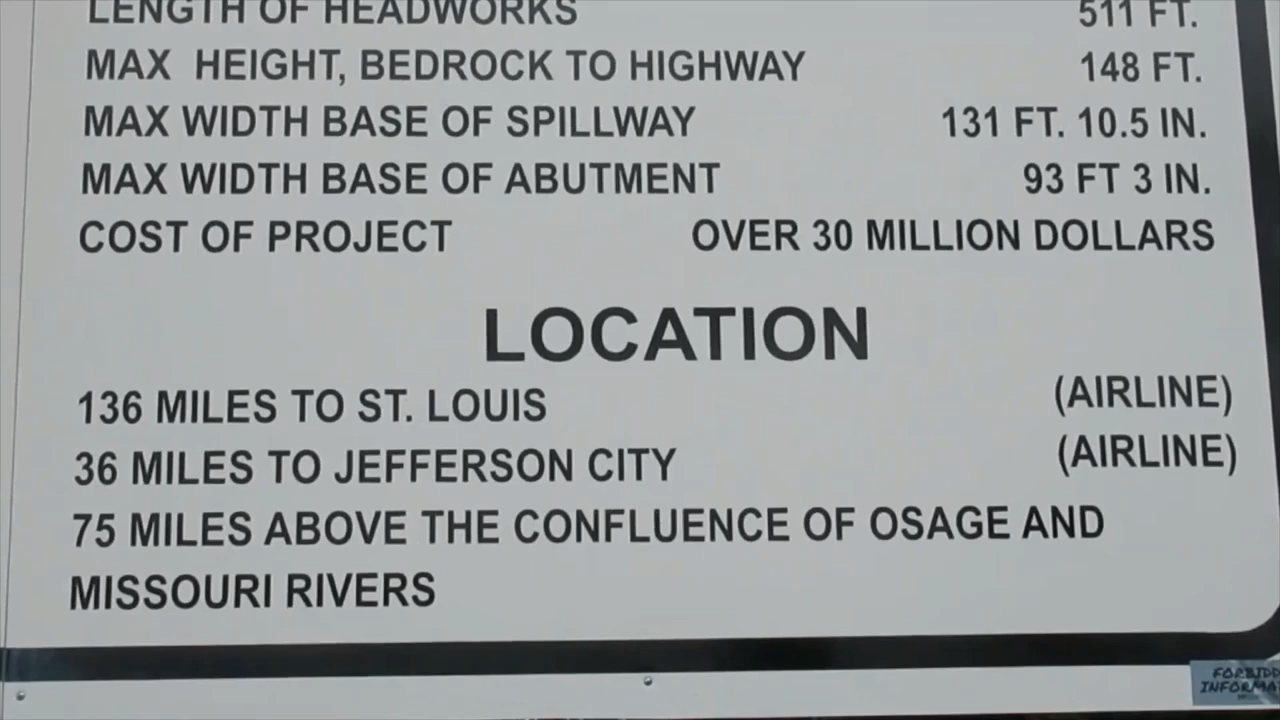 LENGTH OF HEADWORKS 511 FT.
MAX HEIGHT, BEDROCK TO HIGHWAY 148 FT.
MAX WIDTH BASE OF SPILLWAY 131 FT. 10.5 IN.
MAX WIDTH BASE OF ABUTMENT 93 FT 3 IN.
COST OF PROJECT OVER 30 MILLION DOLLARS
LOCATION
136 MILES TO ST. LOUIS (AIRLINE)
36 MILES TO JEFFERSON CITY (AIRLINE)
75 MILES ABOVE THE CONFLUENCE OF OSAGE AND
MISSOURI RIVERS